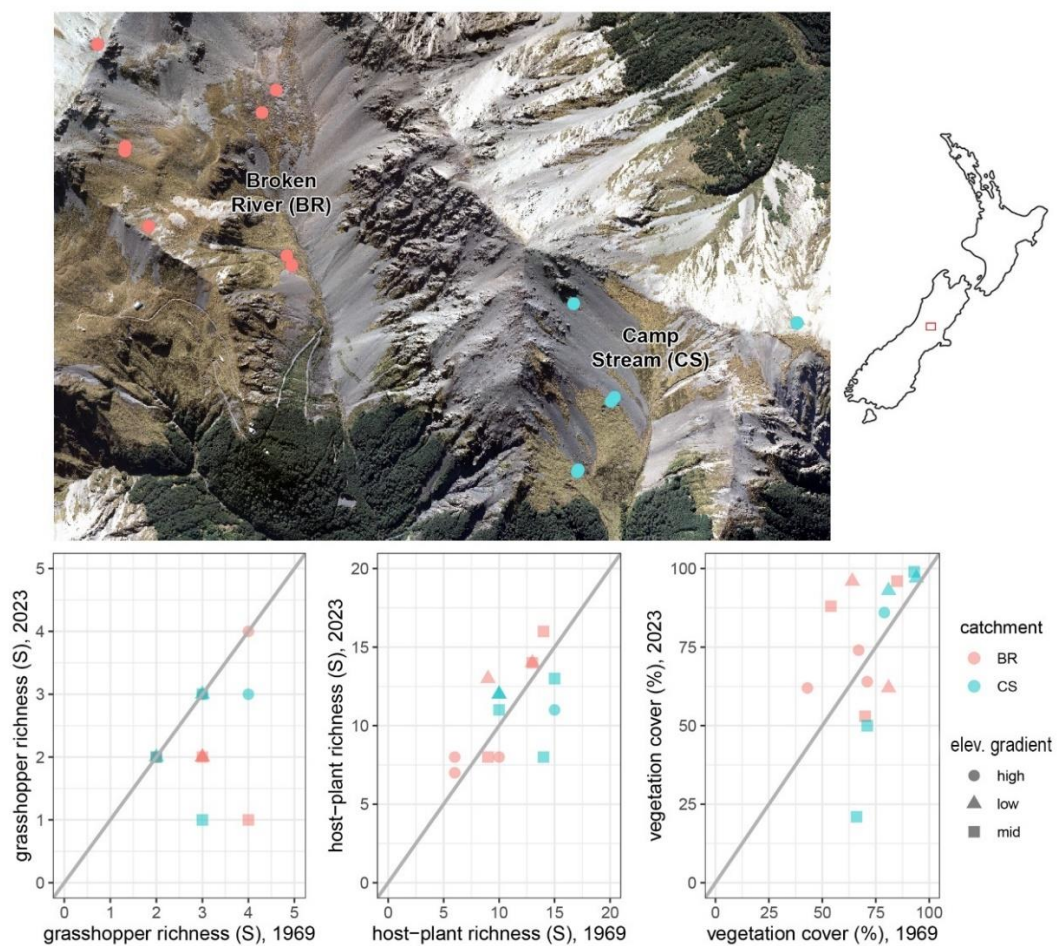 Broken
River (BR)
Camp
Stream (CS)
grasshopper richness (S), 2023
5
4
3
2
1
0
0 1 2 3 4 5
grasshopper richness (S), 1969
host−plant richness (S), 2023
20
15
10
5
0
0 5 10 15 20
host−plant richness (S), 1969
vegetation cover (%), 2023
100
75
50
25
0
0 25 50 75 100
vegetation cover (%), 1969
catchment
BR
CS
elev. gradient
high
low
mid